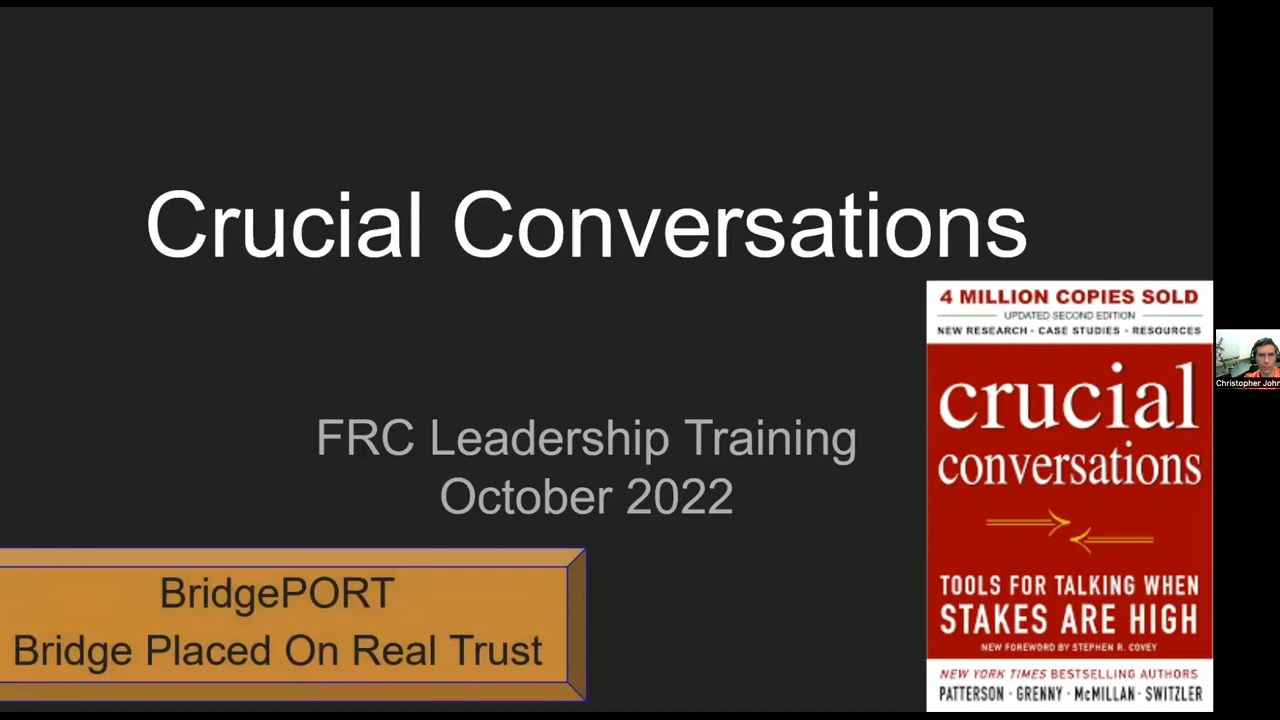 Crucial Conversations
FRC Leadership Training
October 2022
BridgePORT
Bridge Placed On Real Trust
4 MILLION COPIES SOLD
UPDATED SECOND EDITION
NEW RESEARCH · CASE STUDIES · RESOURCES
crucial
conversations
TOOLS FOR TALKING WHEN
STAKES ARE HIGH
NEW FOREWORD BY STEPHEN R. COVEY
NEW YORK TIMES BESTSELLING AUTHORS
PATTERSON · GRENNY · McMILLAN · SWITZLER
Christopher John